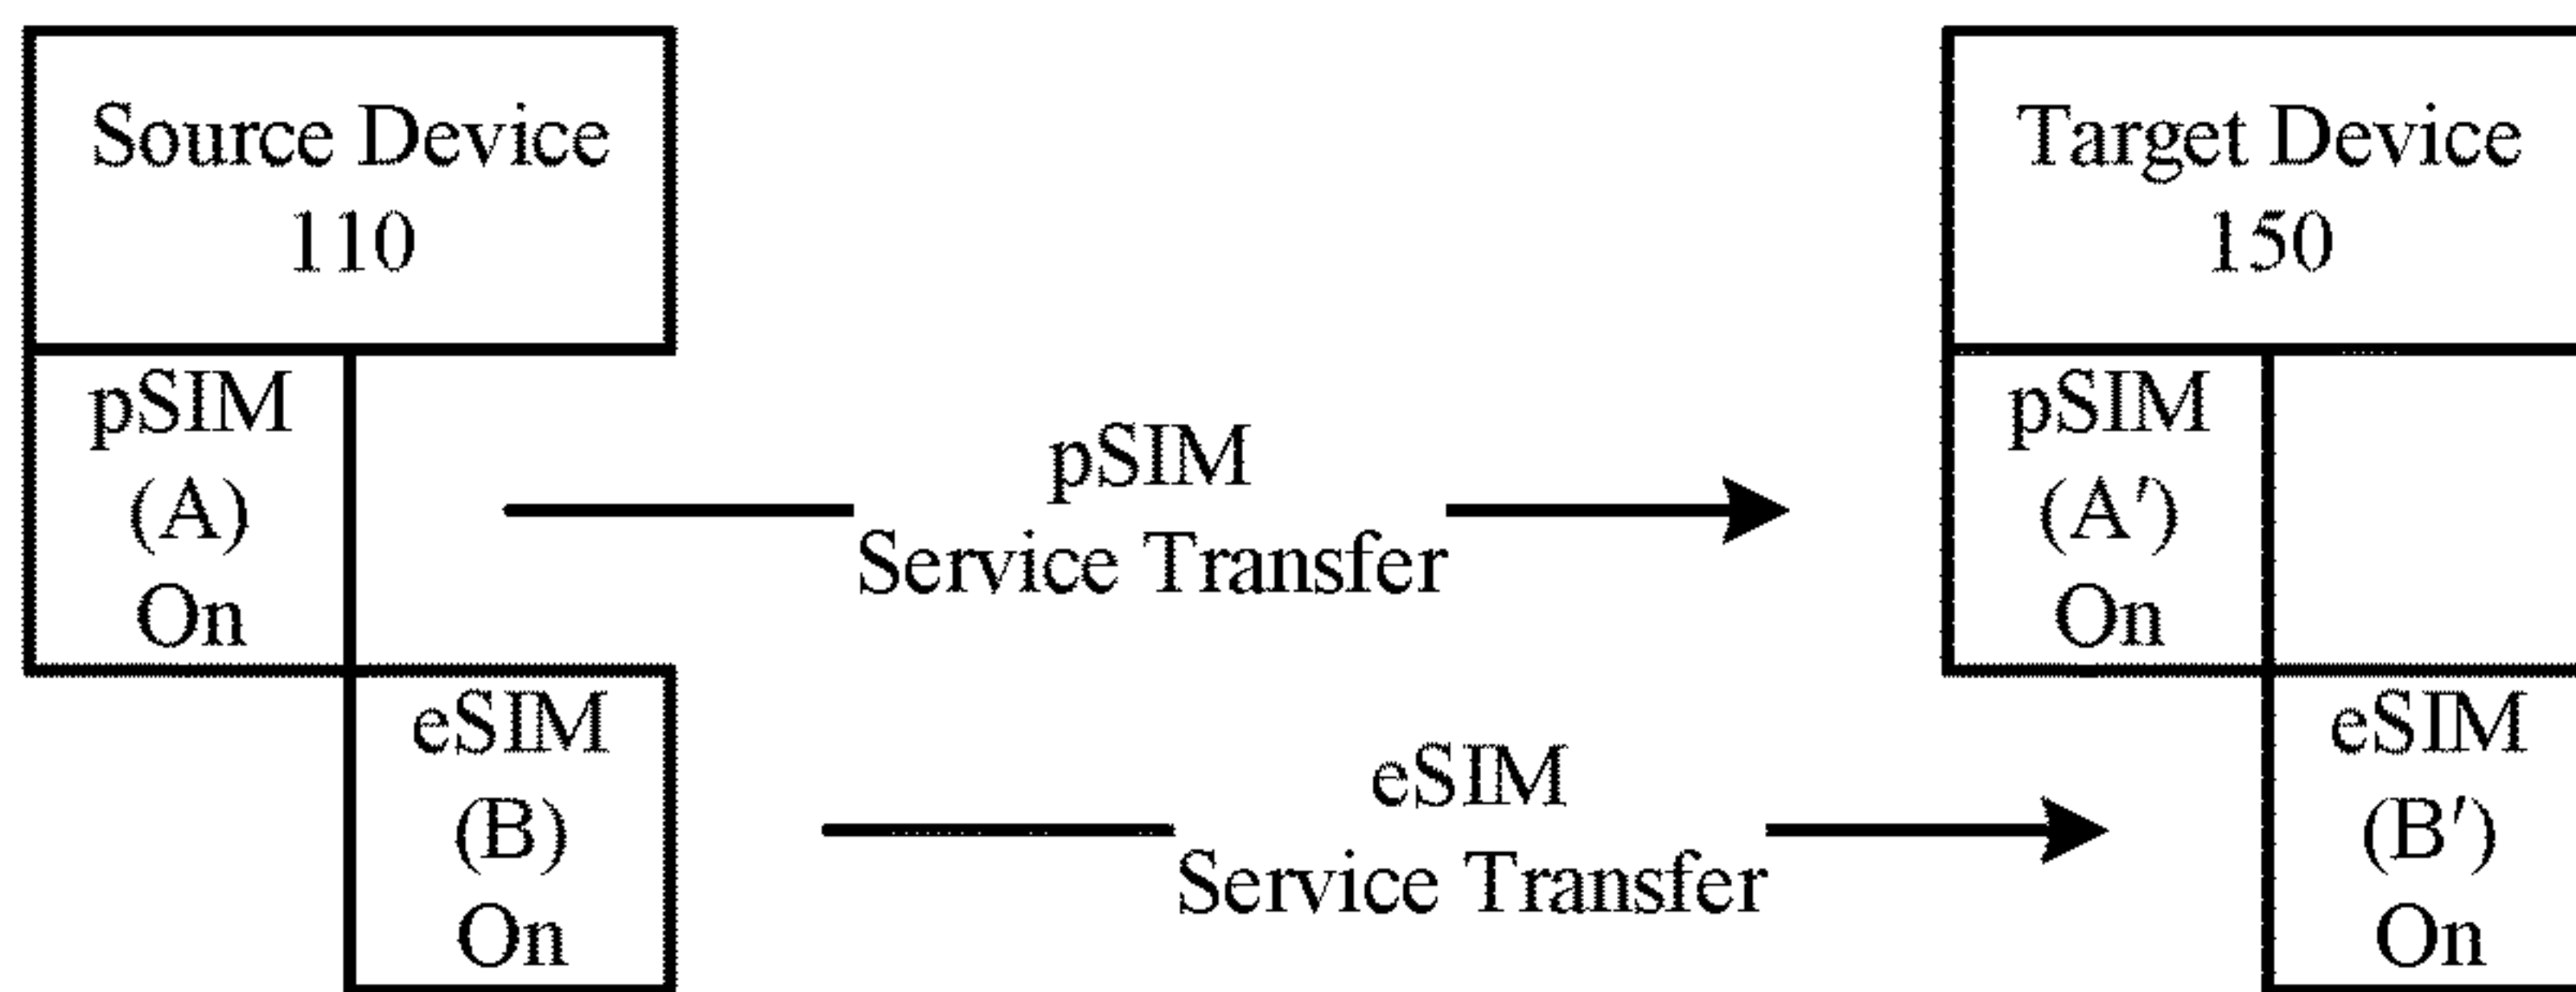 Source Device
110
Target Device
150
pSIM
(A)
On
pSIM
Service Transfer
pSIM
(A′)
On
eSIM
(B)
On
eSIM
Service Transfer
eSIM
(B′)
On